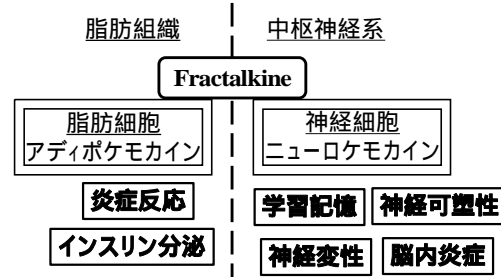 脂肪組織
中枢神経系
Fractalkine
脂肪細胞
アディポケモカイン
神経細胞
ニューロケモカイン
炎症反応
インスリン分泌
学習記憶
神経可塑性
神経変性
脳内炎症